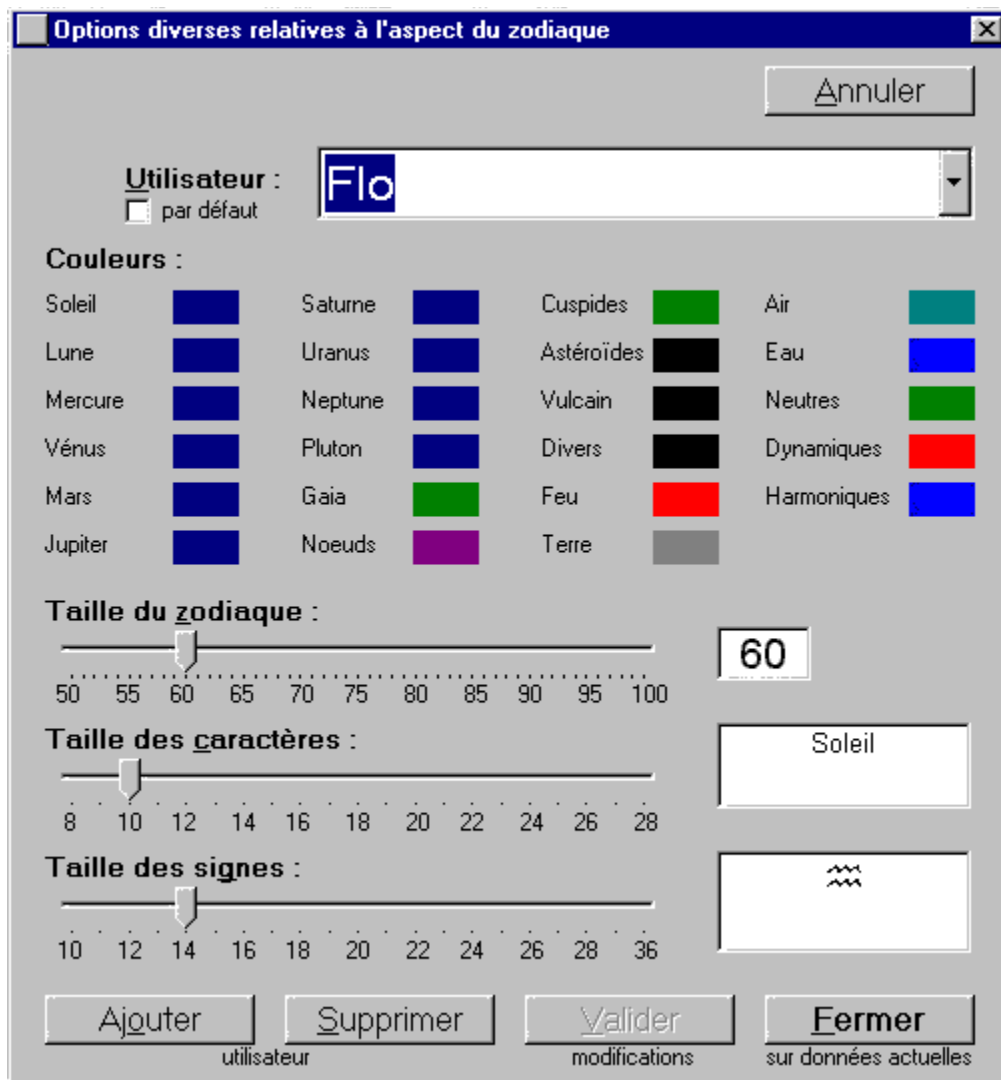 Options diverses relatives à l'aspect du zodiaque
Annuler
Utilisateur : Flo
par défaut
Couleurs :
Soleil Saturne Cuspides Air
Lune Uranus Astéroïdes Eau
Mercure Neptune Vulcain Neutres
Vénus Pluton Divers Dynamiques
Mars Gaia Feu Harmoniques
Jupiter Noeuds Terre
Taille du zodiaque :
60
50 55 60 65 70 75 80 85 90 95 100
Taille des caractères :
Soleil
8 10 12 14 16 18 20 22 24 26 28
Taille des signes :
♒
10 12 14 16 18 20 22 24 26 28 36
Ajouter Supprimer Valider Fermer
utilisateur modifications sur données actuelles